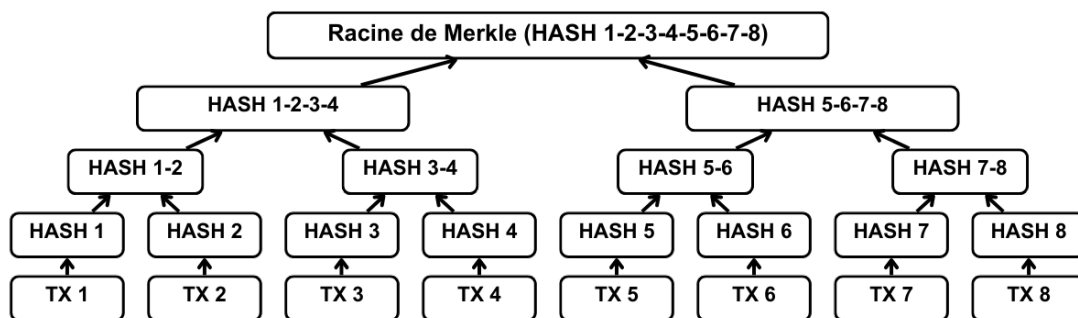 Racine de Merkle (HASH 1-2-3-4-5-6-7-8)
HASH 1-2-3-4
HASH 5-6-7-8
HASH 1-2
HASH 3-4
HASH 5-6
HASH 7-8
HASH 1
HASH 2
HASH 3
HASH 4
HASH 5
HASH 6
HASH 7
HASH 8
TX 1
TX 2
TX 3
TX 4
TX 5
TX 6
TX 7
TX 8